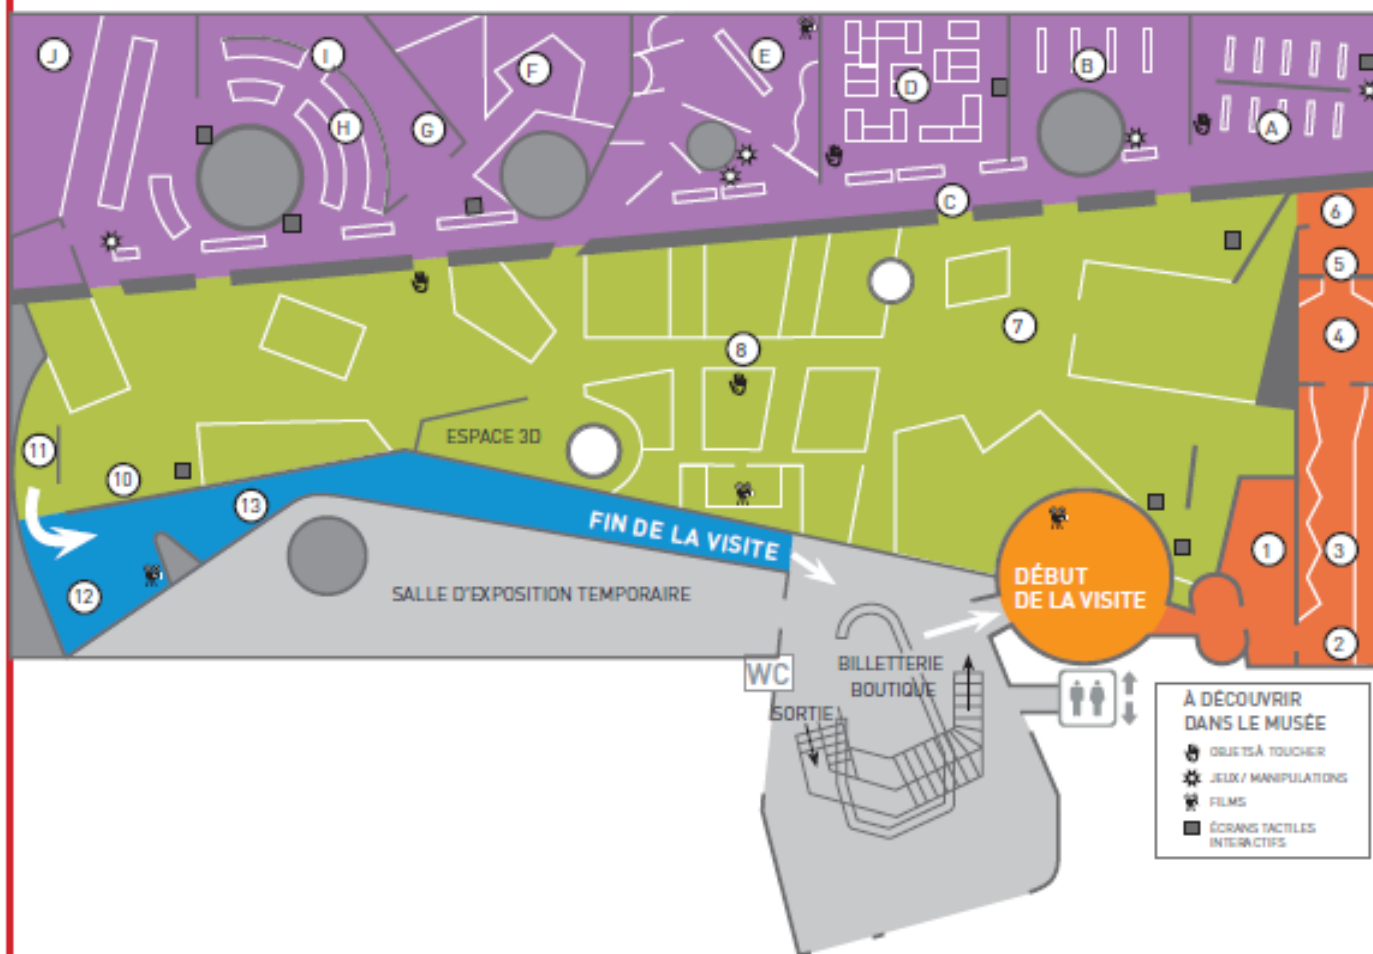 J
I
F
E
D
B
A
H
G
C
6
5
4
7
8
11
10
ESPACE 3D
13
12
FIN DE LA VISITE
SALLE D'EXPOSITION TEMPORAIRE
DÉBUT
DE LA VISITE
1
3
2
WC
BILLETTERIE
BOUTIQUE
SORTIE
À DÉCOUVRIR
DANS LE MUSÉE
OBJETS À TOUCHER
JEUX / MANIPULATIONS
FILMS
ÉCRANS TACTILES
INTERACTIFS